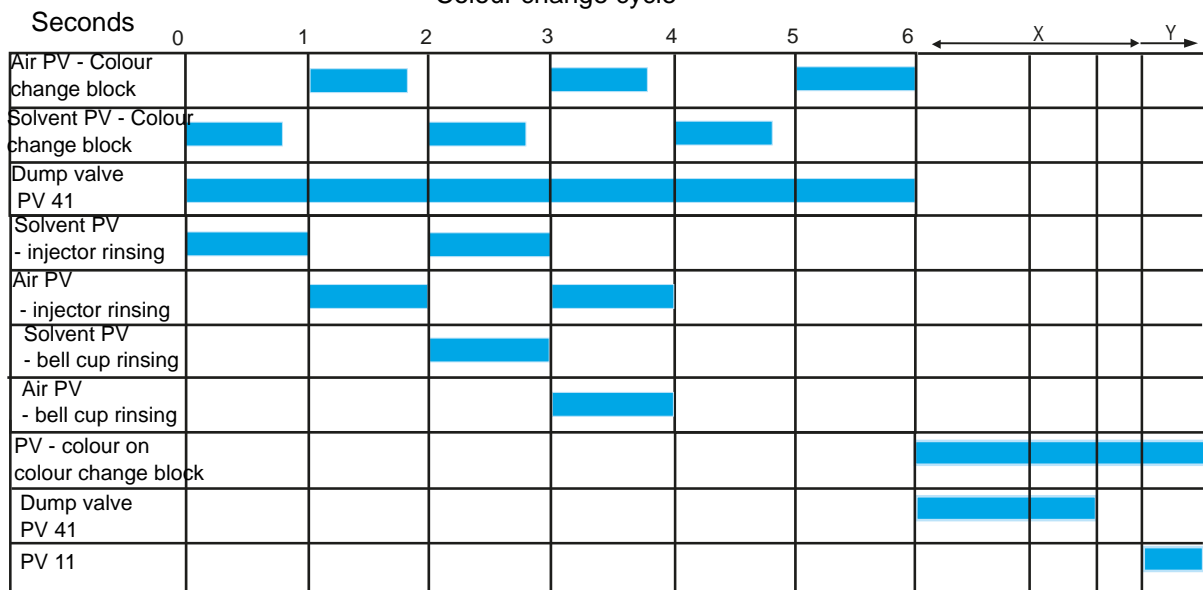 Colour change cycle
Seconds
0 1 2 3 4 5 6 X Y
Air PV - Colour
change block
Solvent PV - Colour
change block
Dump valve
PV 41
Solvent PV
- injector rinsing
Air PV
- injector rinsing
Solvent PV
- bell cup rinsing
Air PV
- bell cup rinsing
PV - colour on
colour change block
Dump valve
PV 41
PV 11